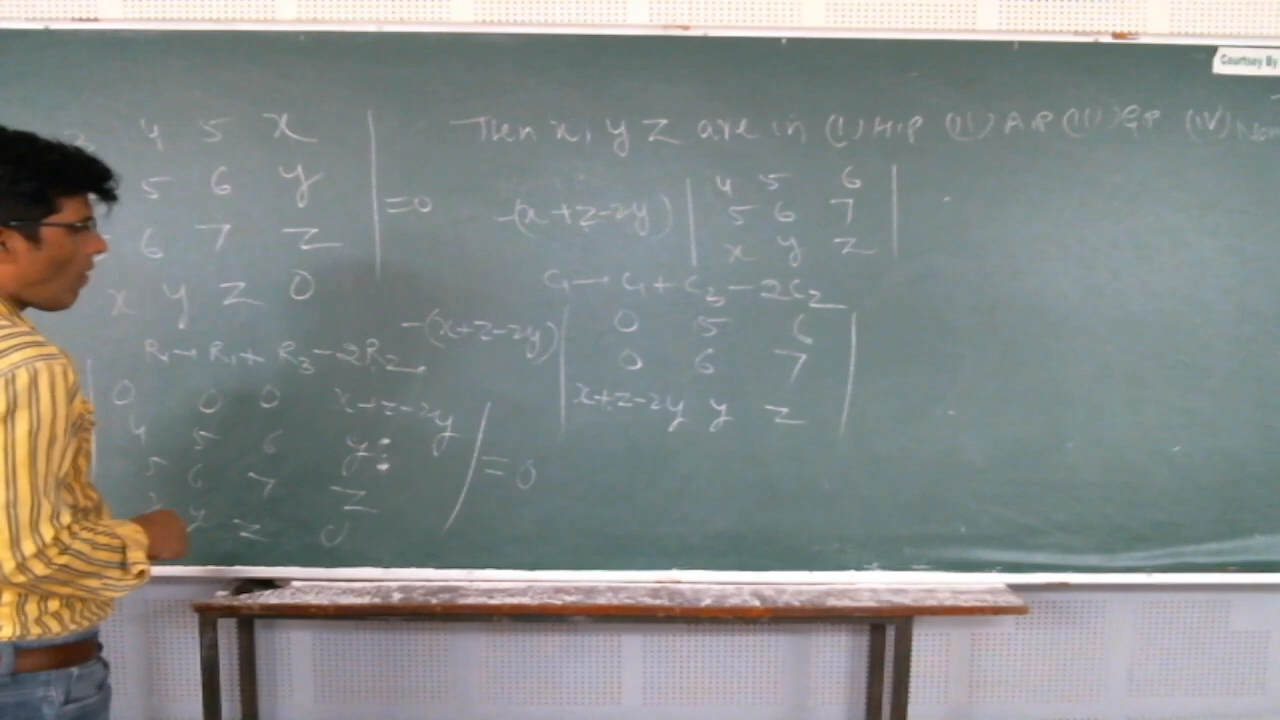 4 5 x
5 6 y
6 7 z = 0
x y z 0
R₁→R₁+R₃-2R₂
0 0 0 x+z-2y
4 5 6 y
5 6 7 z = 0
y z 0
Then x, y z are in (I) H.P (II) A.P (III) G.P (IV)
-(x+z-2y) 4 5 6
5 6 7
x y z
C₁→C₁+C₃-2C₂
-(x+z-2y) 0 5 6
0 6 7
x+z-2y y z
Courtsey By